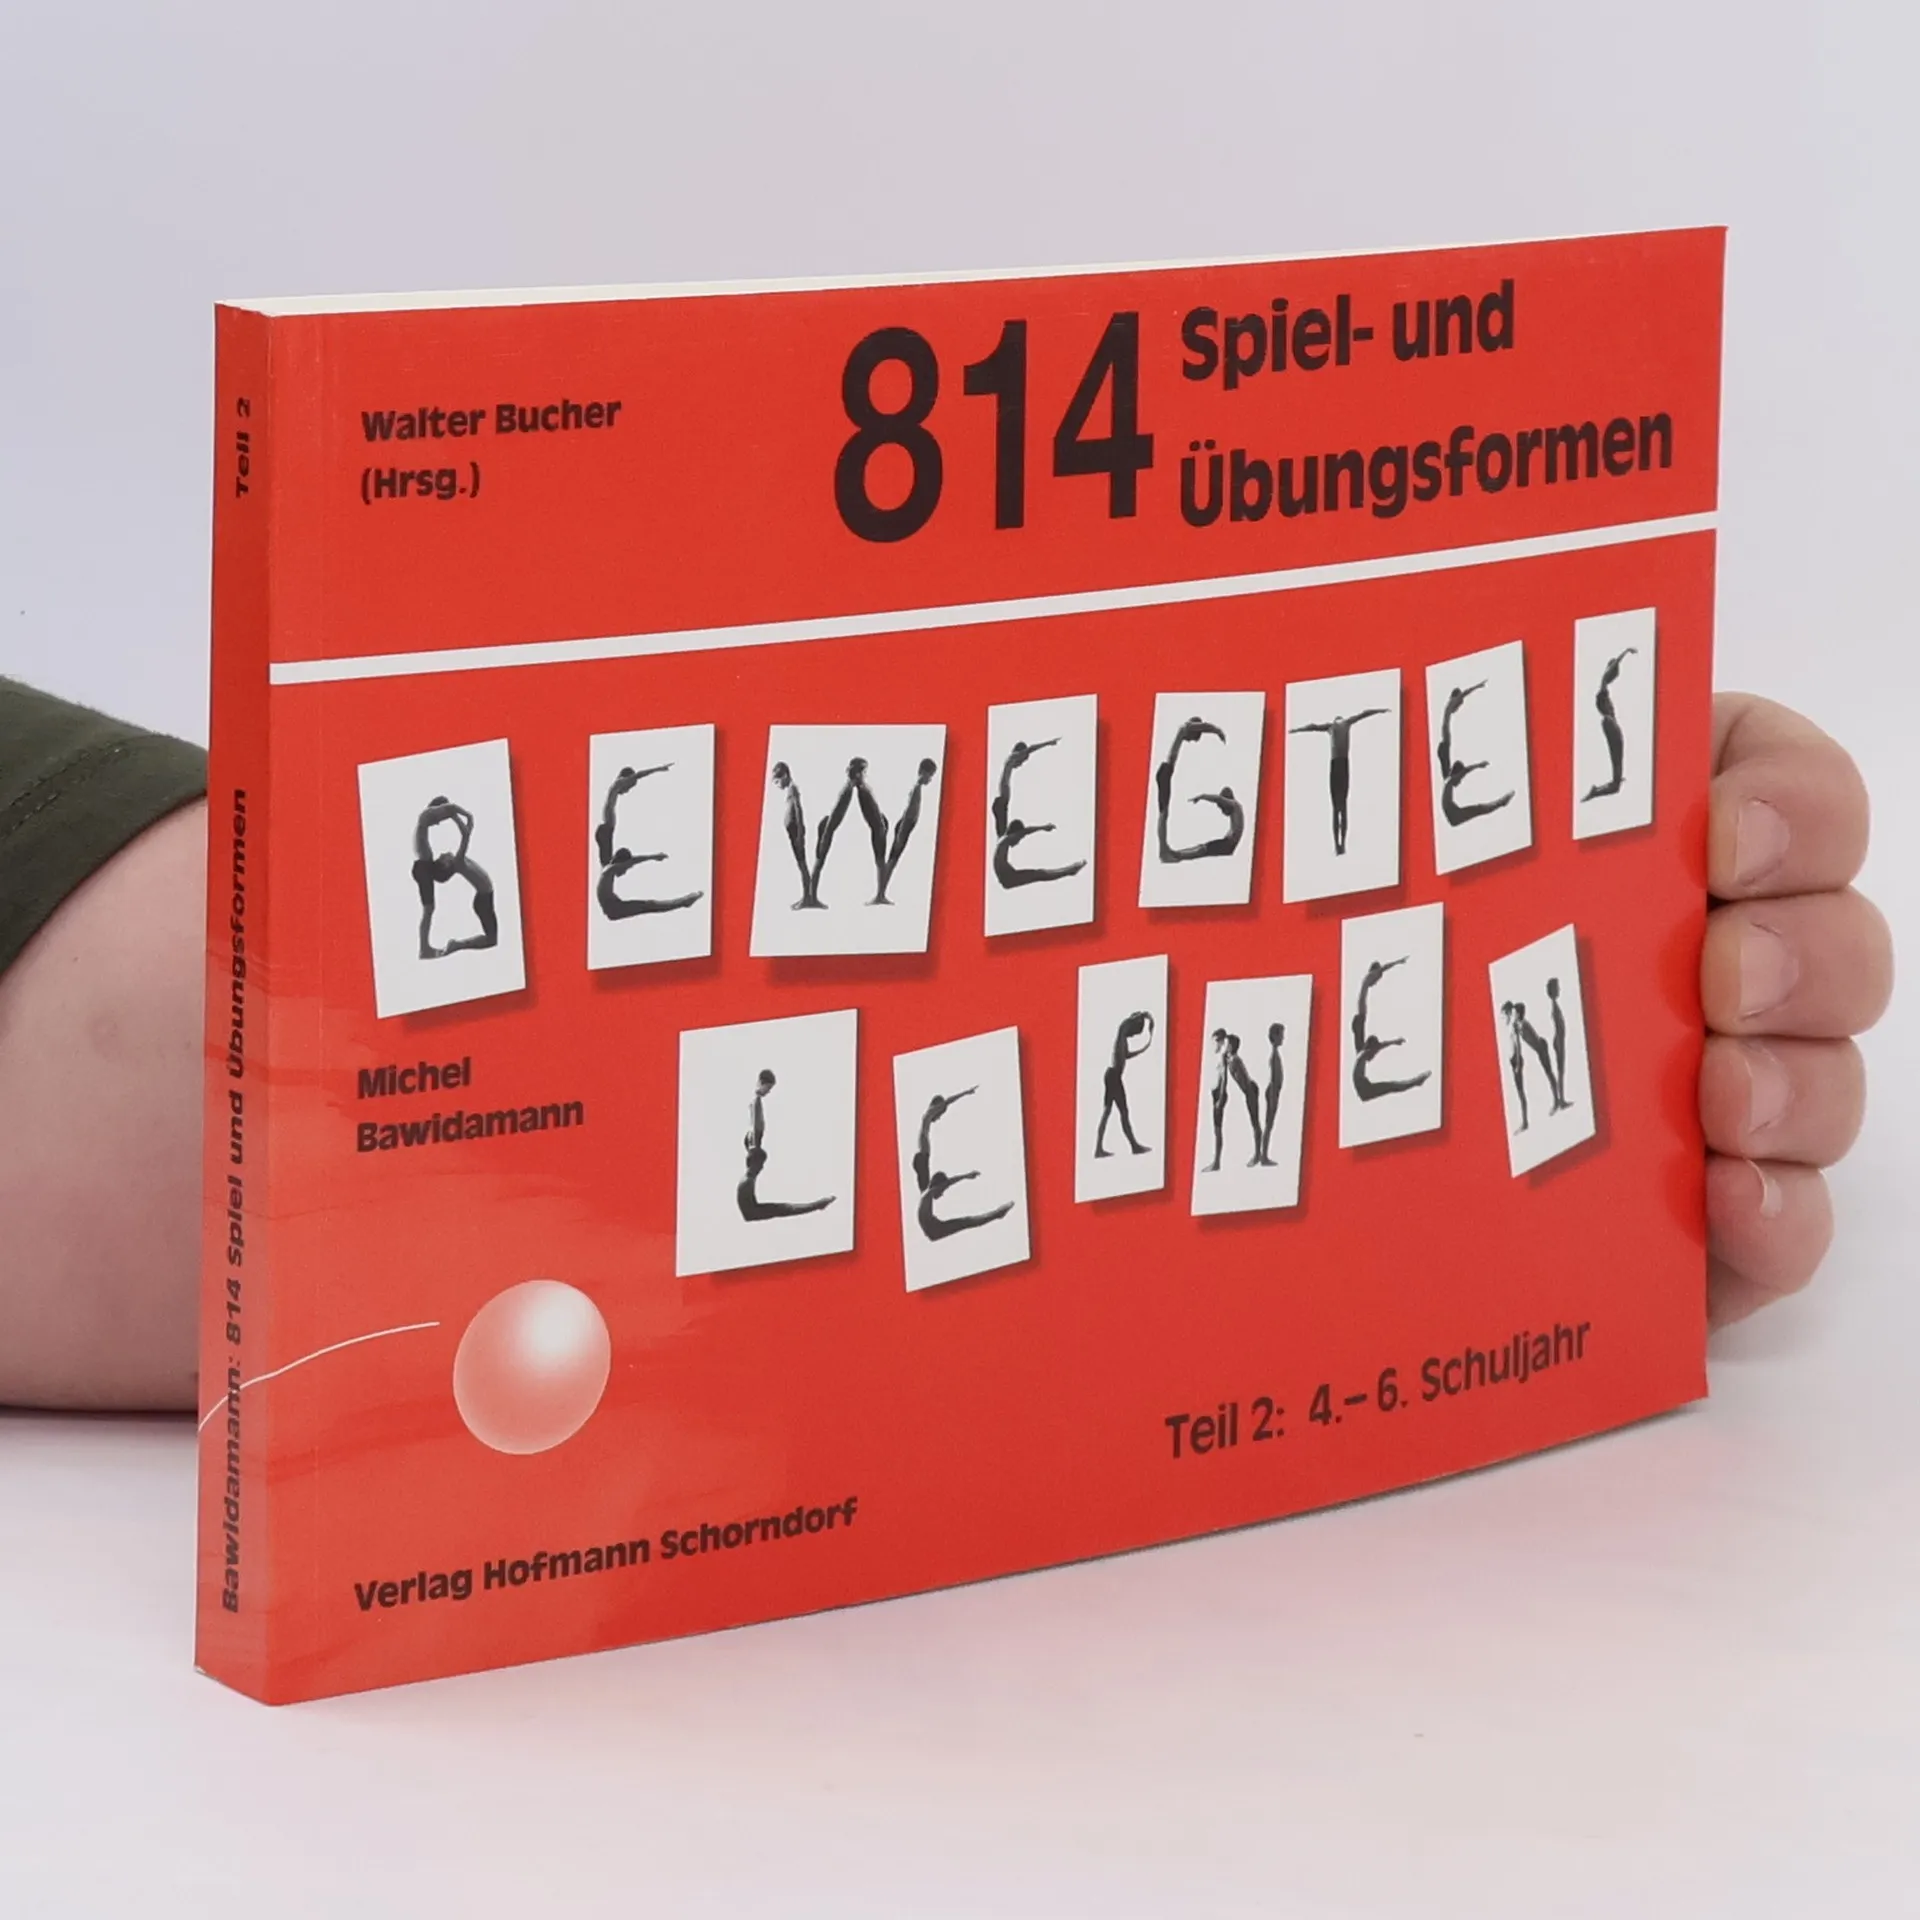 Walter Bucher
(Hrsg.)
814 Spiel- und
Übungsformen
BEWEGTES
LERNEN
Michel
Bawidamann
Teil 2: 4.–6. Schuljahr
Verlag Hofmann Schorndorf
Bawidamann: 814 Spiel und Übungsformen Teil 2